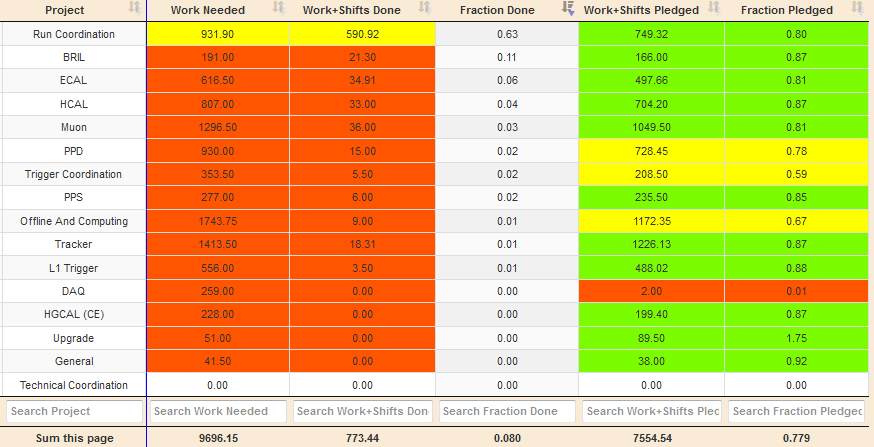 Project Work Needed Work+Shifts Done Fraction Done Work+Shifts Pledged Fraction Pledged
Run Coordination 931.90 590.92 0.63 749.32 0.80
BRIL 191.00 21.30 0.11 166.00 0.87
ECAL 616.50 34.91 0.06 497.66 0.81
HCAL 807.00 33.00 0.04 704.20 0.87
Muon 1296.50 36.00 0.03 1049.50 0.81
PPD 930.00 15.00 0.02 728.45 0.78
Trigger Coordination 353.50 5.50 0.02 208.50 0.59
PPS 277.00 6.00 0.02 235.50 0.85
Offline And Computing 1743.75 9.00 0.01 1172.35 0.67
Tracker 1413.50 18.31 0.01 1226.13 0.87
L1 Trigger 556.00 3.50 0.01 488.02 0.88
DAQ 259.00 0.00 0.00 2.00 0.01
HGCAL (CE) 228.00 0.00 0.00 199.40 0.87
Upgrade 51.00 0.00 0.00 89.50 1.75
General 41.50 0.00 0.00 38.00 0.92
Technical Coordination 0.00 0.00 0.00 0.00 0.00
Search Project Search Work Needed Search Work+Shifts Don Search Fraction Done Search Work+Shifts Pled Search Fraction Pledged
Sum this page 9696.15 773.44 0.080 7554.54 0.779